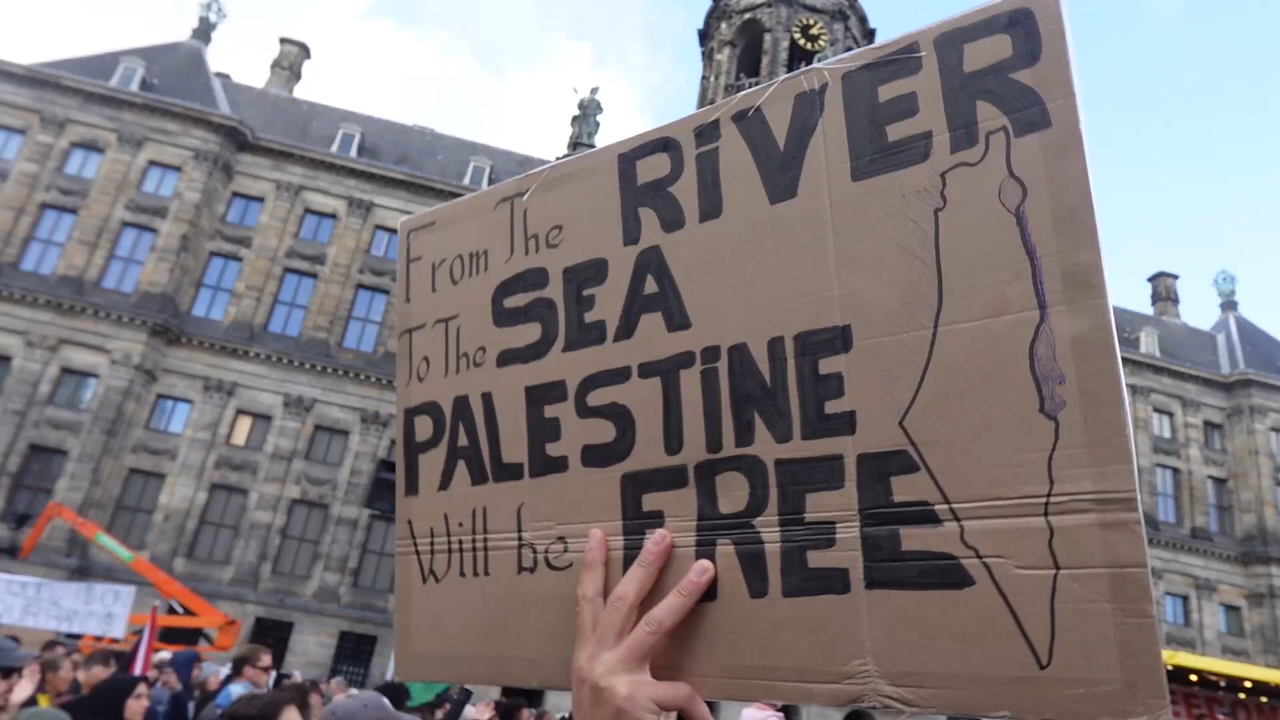 From The RiVER
To The SEA
PALESTiNE
Will be FREE